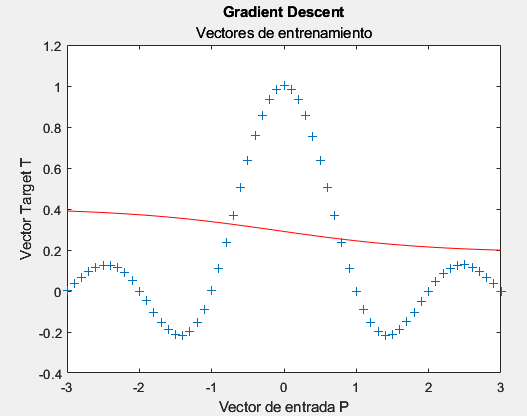 Gradient Descent
Vectores de entrenamiento
1.2
1
0.8
0.6
0.4
0.2
0
-0.2
-0.4
Vector Target T
-3 -2 -1 0 1 2 3
Vector de entrada P